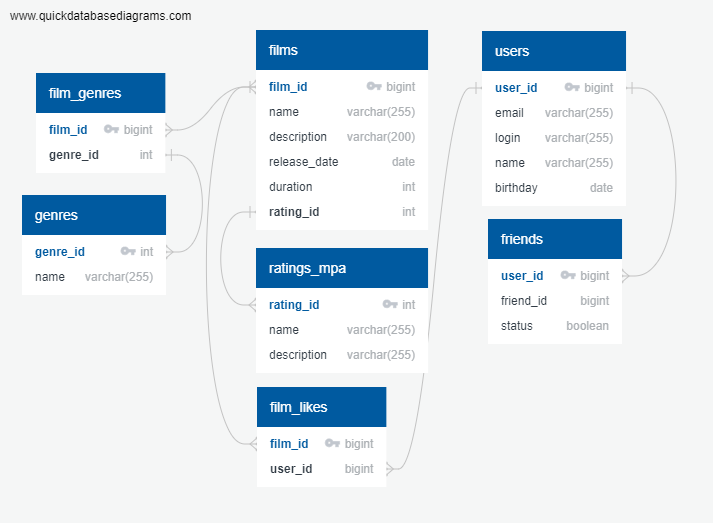 www.quickdatabasediagrams.com
film_genres
film_id bigint
genre_id int
genres
genre_id int
name varchar(255)
films
film_id bigint
name varchar(255)
description varchar(200)
release_date date
duration int
rating_id int
ratings_mpa
rating_id int
name varchar(255)
description varchar(255)
film_likes
film_id bigint
user_id bigint
users
user_id bigint
email varchar(255)
login varchar(255)
name varchar(255)
birthday date
friends
user_id bigint
friend_id bigint
status boolean